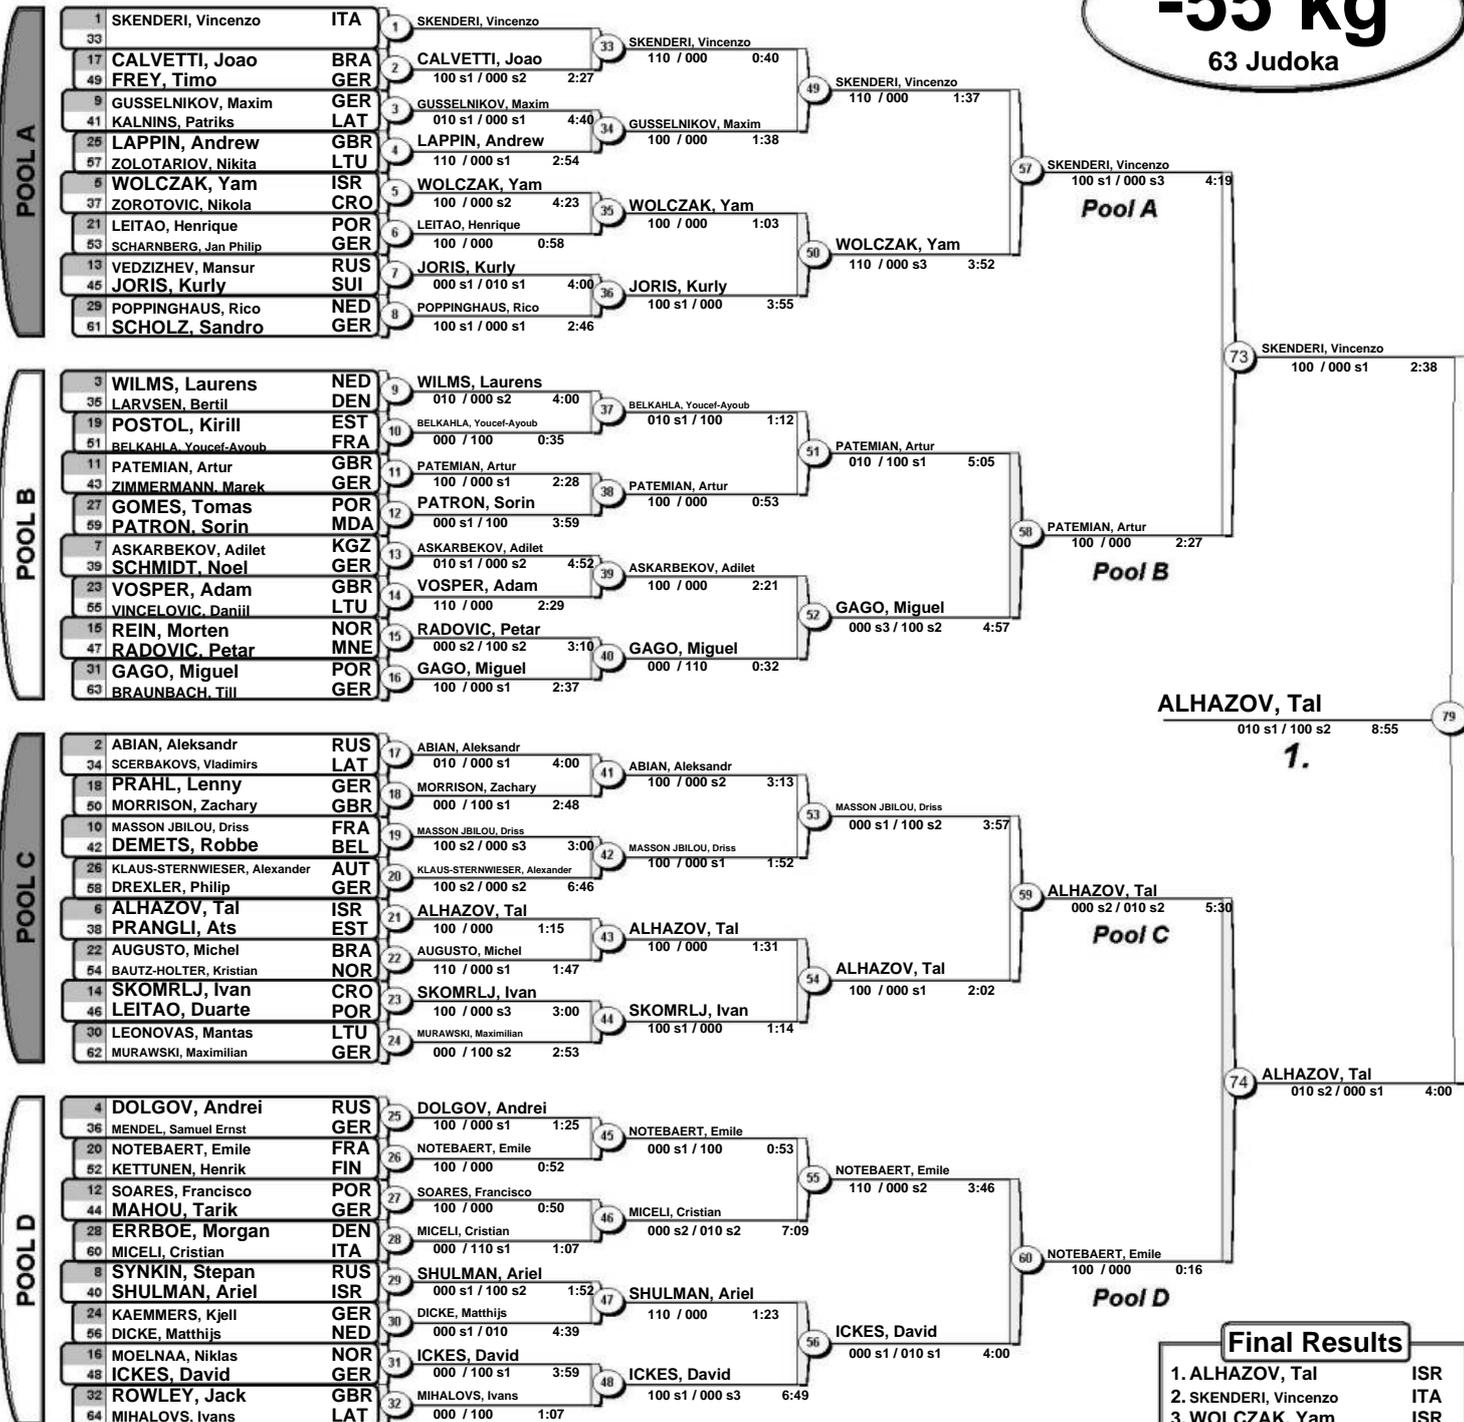 -55 kg
63 Judoka
POOL A
1 SKENDERI, Vincenzo ITA
33
17 CALVETTI, Joao BRA
49 FREY, Timo GER
9 GUSSELNIKOV, Maxim GER
41 KALNINS, Patriks LAT
25 LAPPIN, Andrew GBR
57 ZOLOTARIOV, Nikita LTU
5 WOLCZAK, Yam ISR
37 ZOROTOVIC, Nikola CRO
21 LEITAO, Henrique POR
53 SCHARNBERG, Jan Philip GER
13 VEDZIZHEV, Mansur RUS
45 JORIS, Kurly SUI
29 POPPINGHAUS, Rico NED
61 SCHOLZ, Sandro GER
1 SKENDERI, Vincenzo
2 CALVETTI, Joao
100 s1 / 000 s2 2:27
3 GUSSELNIKOV, Maxim
010 s1 / 000 s1 4:40
4 LAPPIN, Andrew
110 / 000 s1 2:54
5 WOLCZAK, Yam
100 / 000 s2 4:23
6 LEITAO, Henrique
100 / 000 0:58
7 JORIS, Kurly
000 s1 / 010 s1 4:00
8 POPPINGHAUS, Rico
100 s1 / 000 s1 2:46
33 SKENDERI, Vincenzo
110 / 000 0:40
34 GUSSELNIKOV, Maxim
100 / 000 1:38
35 WOLCZAK, Yam
100 / 000 1:03
36 JORIS, Kurly
100 s1 / 000 3:55
49 SKENDERI, Vincenzo
110 / 000 1:37
50 WOLCZAK, Yam
110 / 000 s3 3:52
57 SKENDERI, Vincenzo
100 s1 / 000 s3 4:19
Pool A
POOL B
3 WILMS, Laurens NED
35 LARVSEN, Bertil DEN
19 POSTOL, Kirill EST
51 BELKAHLA, Youcef-Ayoub FRA
11 PATEMIAN, Artur GBR
43 ZIMMERMANN, Marek GER
27 GOMES, Tomas POR
59 PATRON, Sorin MDA
7 ASKARBEKOV, Adilet KGZ
39 SCHMIDT, Noel GER
23 VOSPER, Adam GBR
55 VINCELOVIC, Daniil LTU
15 REIN, Morten NOR
47 RADOVIC, Petar MNE
31 GAGO, Miguel POR
63 BRAUNBACH, Till GER
9 WILMS, Laurens
010 / 000 s2 4:00
10 BELKAHLA, Youcef-Ayoub
000 / 100 0:35
11 PATEMIAN, Artur
100 / 000 s1 2:28
12 PATRON, Sorin
000 s1 / 100 3:59
13 ASKARBEKOV, Adilet
010 s1 / 000 s2 4:52
14 VOSPER, Adam
110 / 000 2:29
15 RADOVIC, Petar
000 s2 / 100 s2 3:10
16 GAGO, Miguel
100 / 000 s1 2:37
37 BELKAHLA, Youcef-Ayoub
010 s1 / 100 1:12
38 PATEMIAN, Artur
100 / 000 0:53
39 ASKARBEKOV, Adilet
100 / 000 2:21
40 GAGO, Miguel
000 / 110 0:32
51 PATEMIAN, Artur
010 / 100 s1 5:05
52 GAGO, Miguel
000 s3 / 100 s2 4:57
58 PATEMIAN, Artur
100 / 000 2:27
Pool B
73 SKENDERI, Vincenzo
100 / 000 s1 2:38
ALHAZOV, Tal 79
010 s1 / 100 s2 8:55
1.
POOL C
2 ABIAN, Aleksandr RUS
34 SCERBAKOVS, Vladimirs LAT
18 PRAHL, Lenny GER
50 MORRISON, Zachary GBR
10 MASSON JBILOU, Driss FRA
42 DEMETS, Robbe BEL
26 KLAUS-STERNWIESER, Alexander AUT
58 DREXLER, Philip GER
6 ALHAZOV, Tal ISR
38 PRANGLI, Ats EST
22 AUGUSTO, Michel BRA
54 BAUTZ-HOLTER, Kristian NOR
14 SKOMRLJ, Ivan CRO
46 LEITAO, Duarte POR
30 LEONOVAS, Mantas LTU
62 MURAWSKI, Maximilian GER
17 ABIAN, Aleksandr
010 / 000 s1 4:00
18 MORRISON, Zachary
000 / 100 s1 2:48
19 MASSON JBILOU, Driss
100 s2 / 000 s3 3:00
20 KLAUS-STERNWIESER, Alexander
100 s2 / 000 s2 6:46
21 ALHAZOV, Tal
100 / 000 1:15
22 AUGUSTO, Michel
110 / 000 s1 1:47
23 SKOMRLJ, Ivan
100 / 000 s3 3:00
24 MURAWSKI, Maximilian
000 / 100 s2 2:53
41 ABIAN, Aleksandr
100 / 000 s2 3:13
42 MASSON JBILOU, Driss
100 / 000 s1 1:52
43 ALHAZOV, Tal
100 / 000 1:31
44 SKOMRLJ, Ivan
100 s1 / 000 1:14
53 MASSON JBILOU, Driss
000 s1 / 100 s2 3:57
54 ALHAZOV, Tal
100 / 000 s1 2:02
59 ALHAZOV, Tal
000 s2 / 010 s2 5:30
Pool C
74 ALHAZOV, Tal
010 s2 / 000 s1 4:00
POOL D
4 DOLGOV, Andrei RUS
36 MENDEL, Samuel Ernst GER
20 NOTEBAERT, Emile FRA
52 KETTUNEN, Henrik FIN
12 SOARES, Francisco POR
44 MAHOU, Tarik GER
28 ERRBOE, Morgan DEN
60 MICELI, Cristian ITA
8 SYNKIN, Stepan RUS
40 SHULMAN, Ariel ISR
24 KAEMMERS, Kjell GER
56 DICKE, Matthijs NED
16 MOELNAA, Niklas NOR
48 ICKES, David GER
32 ROWLEY, Jack GBR
64 MIHALOVS, Ivans LAT
25 DOLGOV, Andrei
100 / 000 s1 1:25
26 NOTEBAERT, Emile
100 / 000 0:52
27 SOARES, Francisco
100 / 000 0:50
28 MICELI, Cristian
000 / 110 s1 1:07
29 SHULMAN, Ariel
000 s1 / 100 s2 1:52
30 DICKE, Matthijs
000 s1 / 010 4:39
31 ICKES, David
000 / 100 s1 3:59
32 MIHALOVS, Ivans
000 / 100 1:07
45 NOTEBAERT, Emile
000 s1 / 100 0:53
46 MICELI, Cristian
000 s2 / 010 s2 7:09
47 SHULMAN, Ariel
110 / 000 1:23
48 ICKES, David
100 s1 / 000 s3 6:49
55 NOTEBAERT, Emile
110 / 000 s2 3:46
56 ICKES, David
000 s1 / 010 s1 4:00
60 NOTEBAERT, Emile
100 / 000 0:16
Pool D
Final Results
1. ALHAZOV, Tal ISR
2. SKENDERI, Vincenzo ITA
3. WOLCZAK, Yam ISR